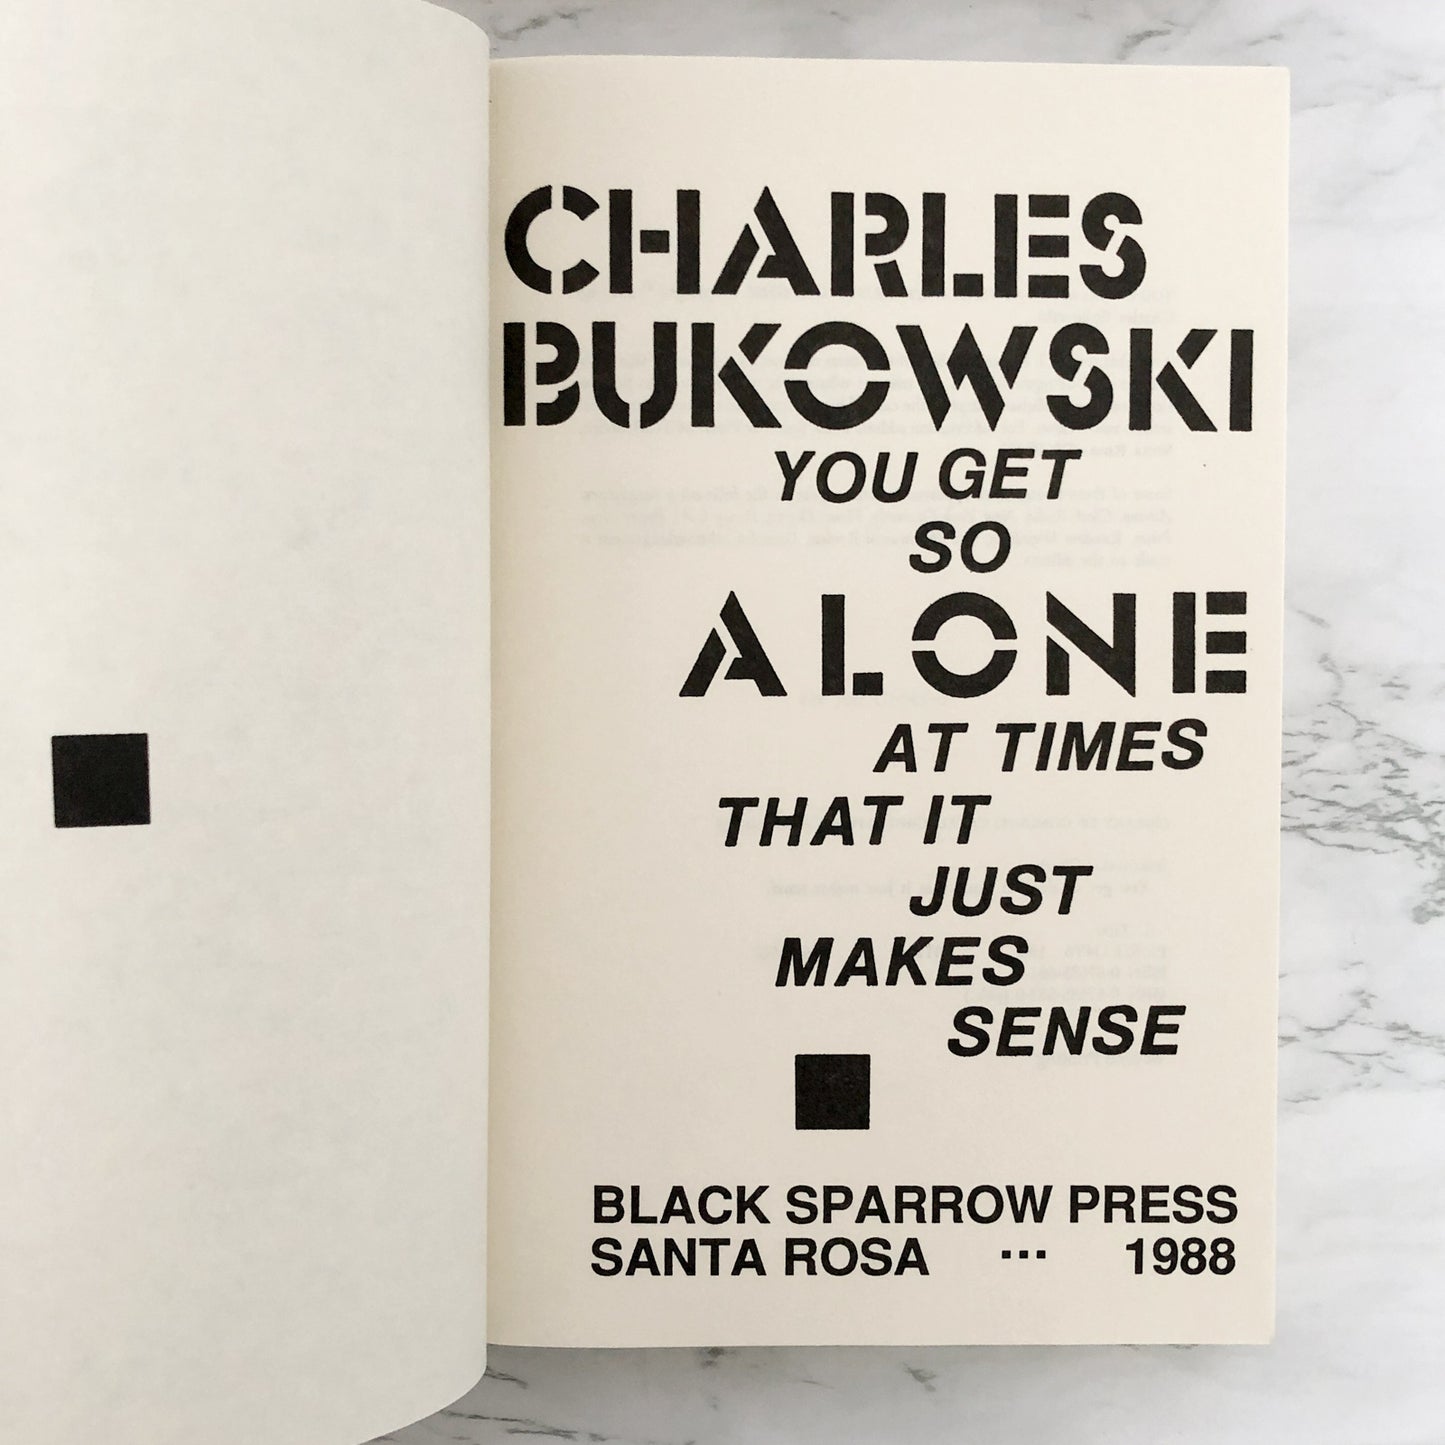 CHARLES
BUKOWSKI
YOU GET
SO
ALONE
AT TIMES
THAT IT
JUST
MAKES
SENSE
BLACK SPARROW PRESS
SANTA ROSA ... 1988